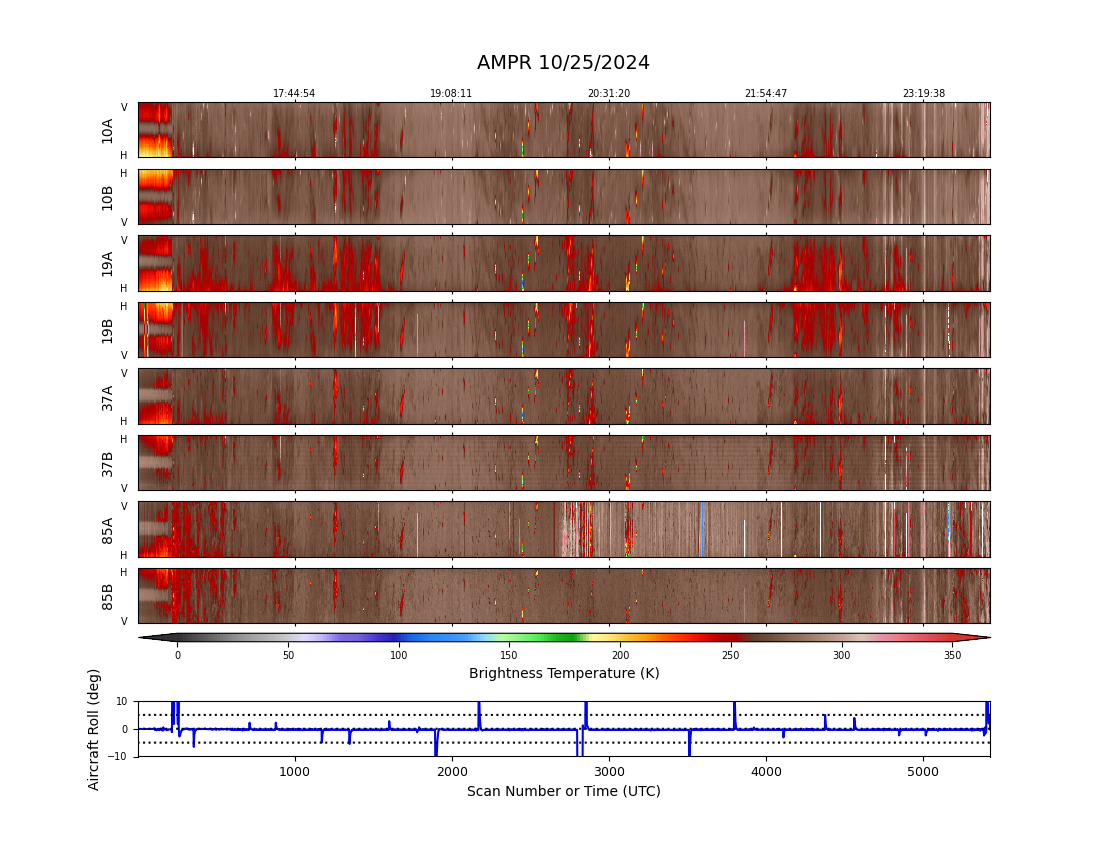 AMPR 10/25/2024
17:44:54 19:08:11 20:31:20 21:54:47 23:19:38
V
10A
H
H
10B
V
V
19A
H
H
19B
V
V
37A
H
H
37B
V
V
85A
H
H
85B
V
0 50 100 150 200 250 300 350
Brightness Temperature (K)
Aircraft Roll (deg)
10
0
−10
1000 2000 3000 4000 5000
Scan Number or Time (UTC)